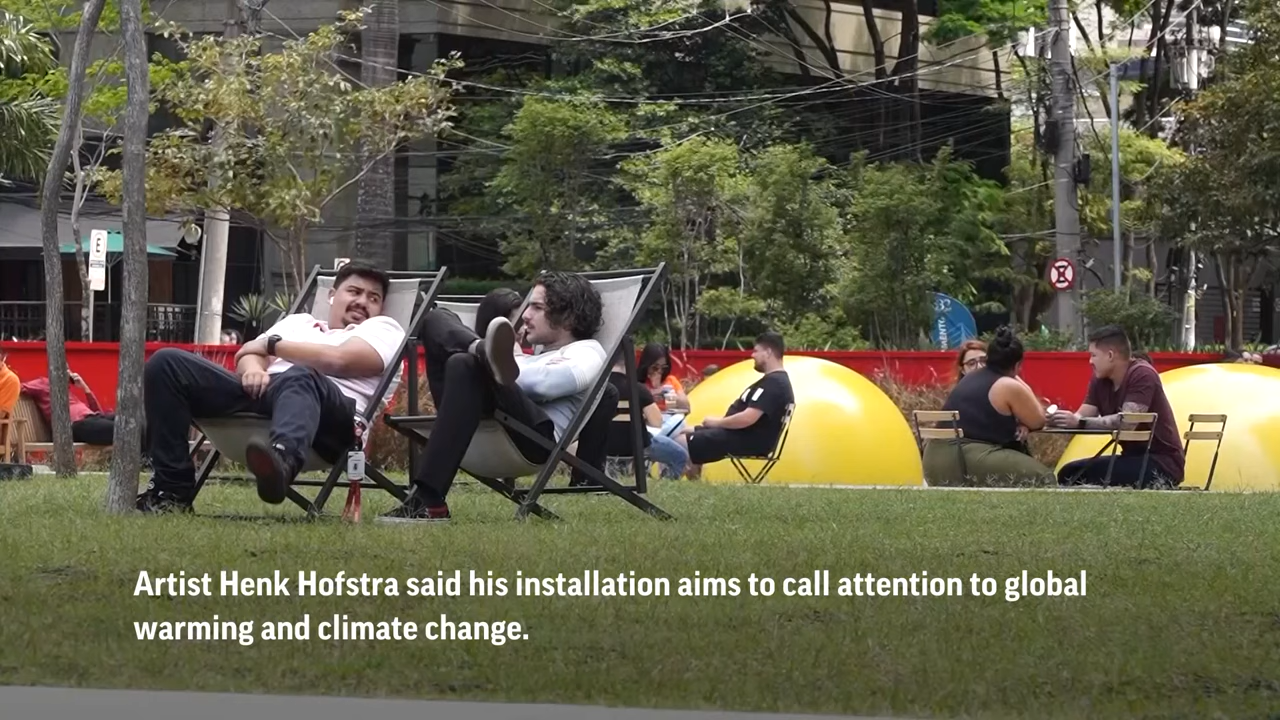 E
Artist Henk Hofstra said his installation aims to call attention to global
warming and climate change.